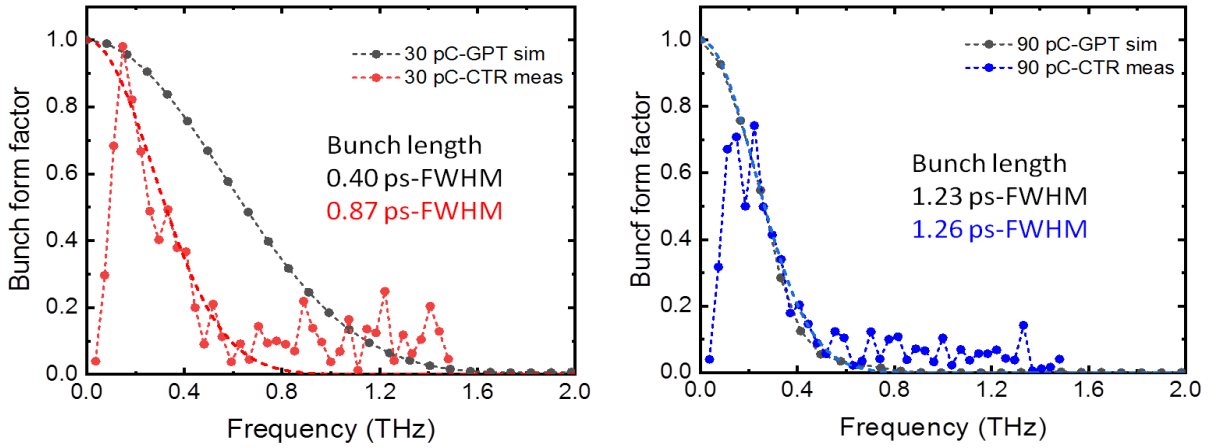 Bunch form factor
1.0
0.8
0.6
0.4
0.2
0.0
30 pC-GPT sim
30 pC-CTR meas
Bunch length
0.40 ps-FWHM
0.87 ps-FWHM
0.0 0.4 0.8 1.2 1.6 2.0
Frequency (THz)
Buncf form factor
1.0
0.8
0.6
0.4
0.2
0.0
90 pC-GPT sim
90 pC-CTR meas
Bunch length
1.23 ps-FWHM
1.26 ps-FWHM
0.0 0.4 0.8 1.2 1.6 2.0
Frequency (THz)